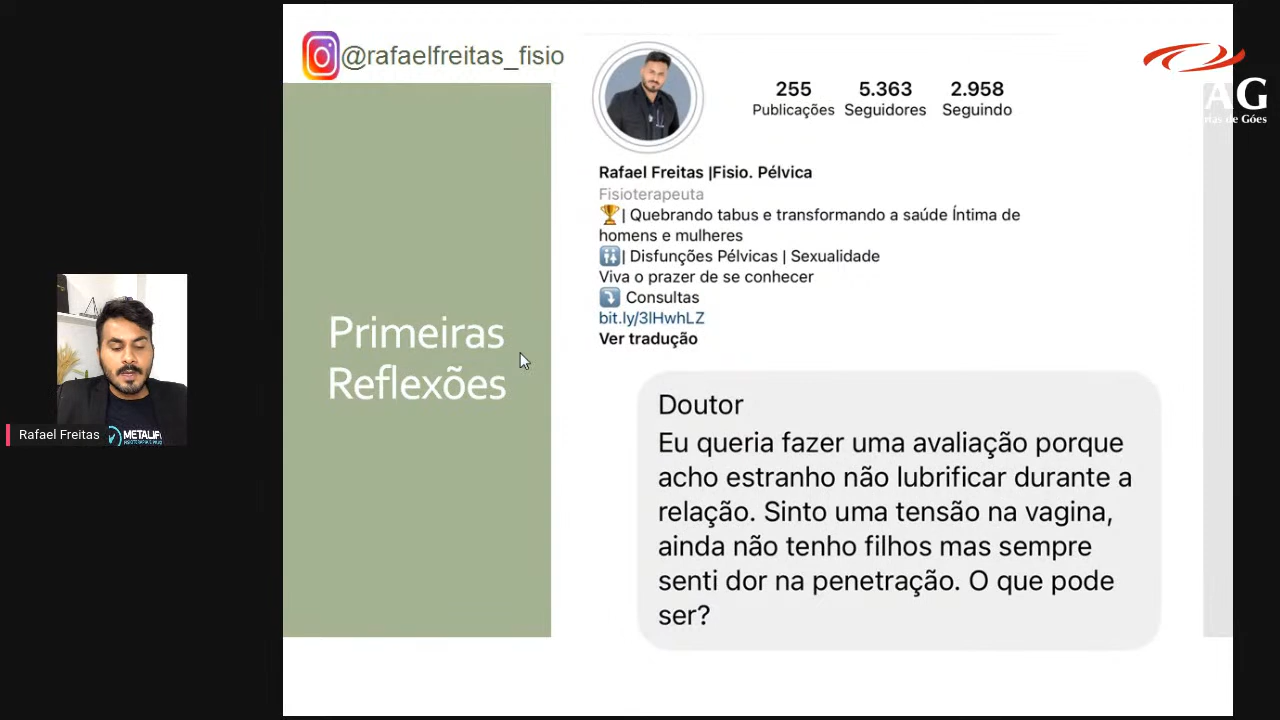 @rafaelfreitas_fisio
255
Publicações
5.363
Seguidores
2.958
Seguindo
Rafael Freitas |Fisio. Pélvica
Fisioterapeuta
🏆| Quebrando tabus e transformando a saúde Íntima de
homens e mulheres
🚻| Disfunções Pélvicas | Sexualidade
Viva o prazer de se conhecer
⤵️ Consultas
bit.ly/3lHwhLZ
Ver tradução
Primeiras
Reflexões
Doutor
Eu queria fazer uma avaliação porque
acho estranho não lubrificar durante a
relação. Sinto uma tensão na vagina,
ainda não tenho filhos mas sempre
senti dor na penetração. O que pode
ser?
Rafael Freitas
AG
de Góes